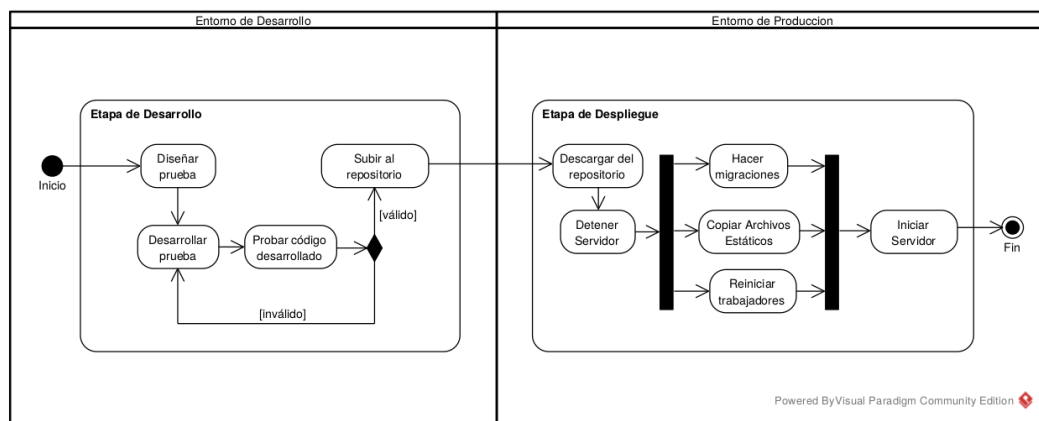 Entorno de Desarrollo
Entorno de Produccion
Etapa de Desarrollo
Inicio
Diseñar
prueba
Subir al
repositorio
[válido]
Desarrollar
prueba
Probar código
desarrollado
[inválido]
Etapa de Despliegue
Descargar del
repositorio
Detener
Servidor
Hacer
migraciones
Copiar Archivos
Estáticos
Reiniciar
trabajadores
Iniciar
Servidor
Fin
Powered By Visual Paradigm Community Edition